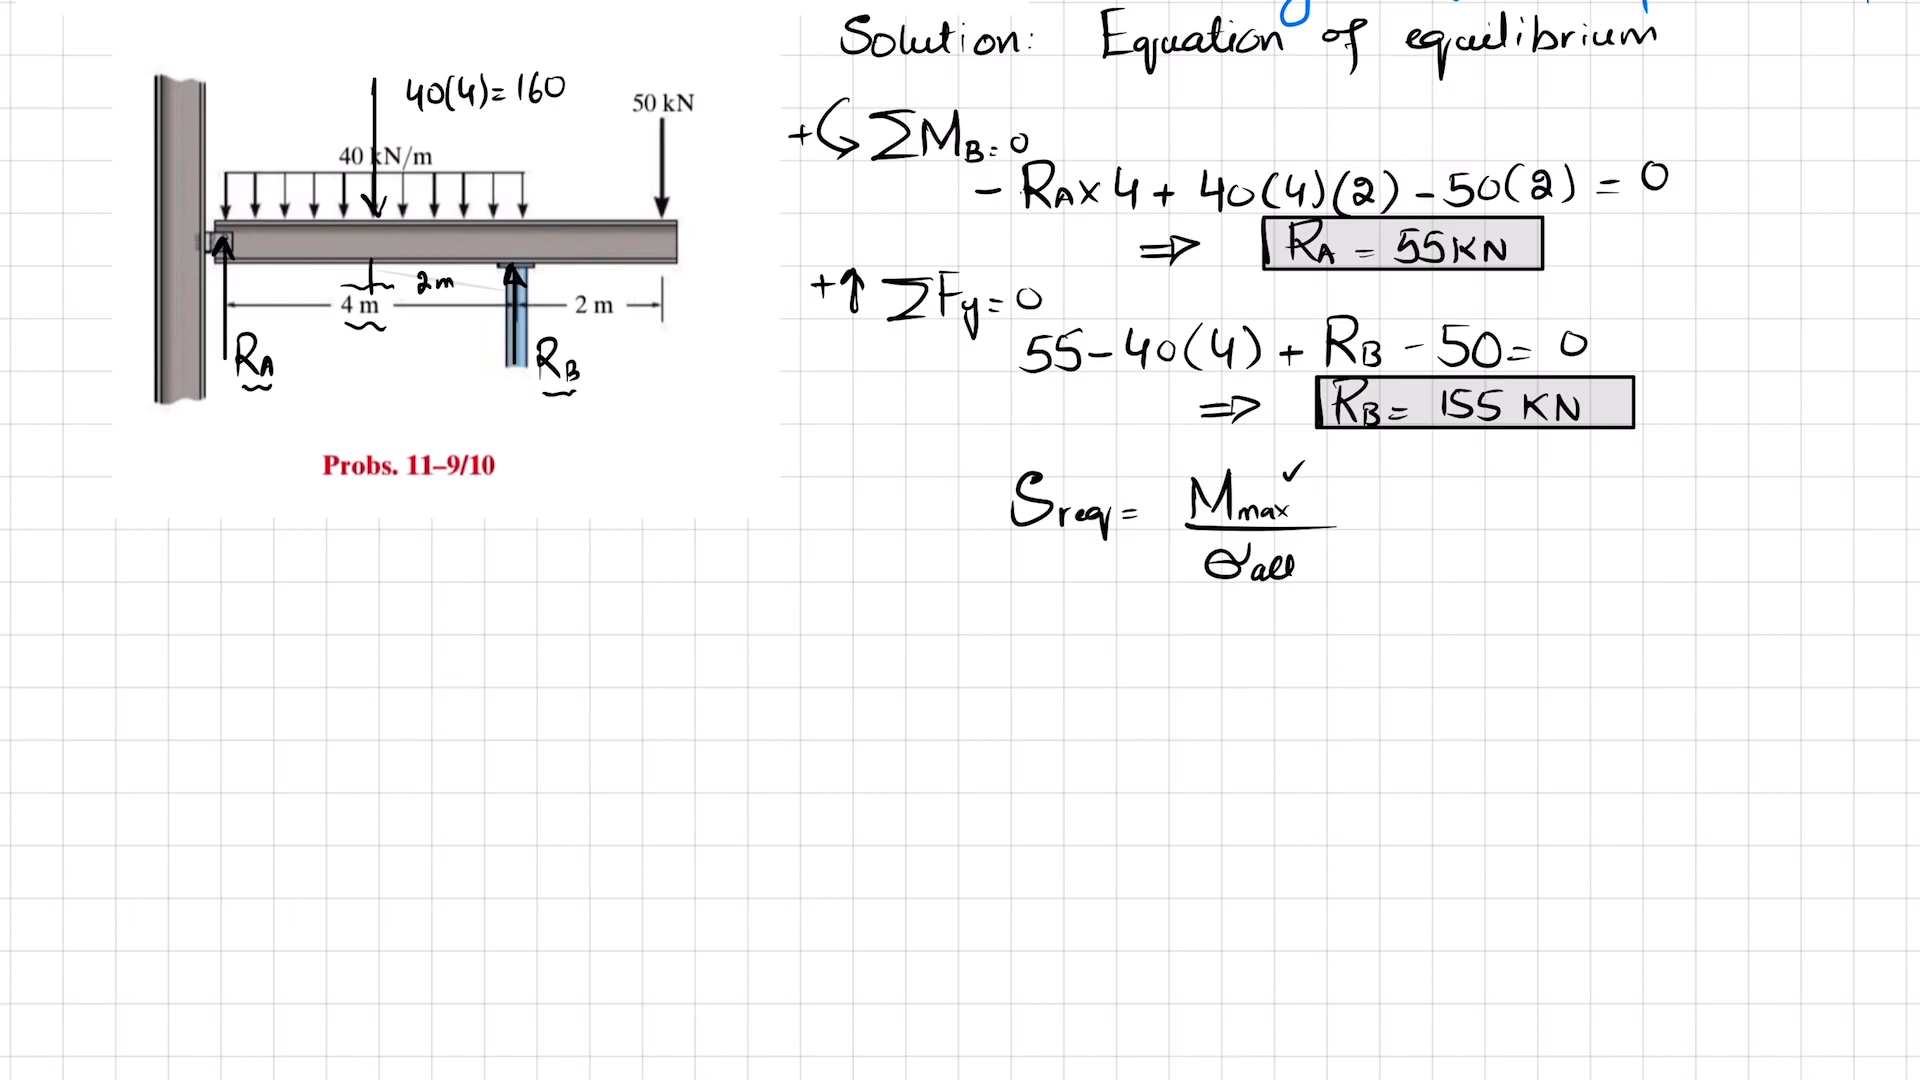 Solution: Equation of equilibrium
40(4)= 160
50 kN
40 kN/m
2m
4 m
2 m
RA
RB
Probs. 11–9/10
+ ΣMB=0
- RAx4 + 40(4)(2) - 50(2) = 0
⇒ RA = 55KN
+↑ ΣFy=0
55-40(4) + RB - 50= 0
⇒ RB= 155 KN
Sreq= Mmax ✓
σall